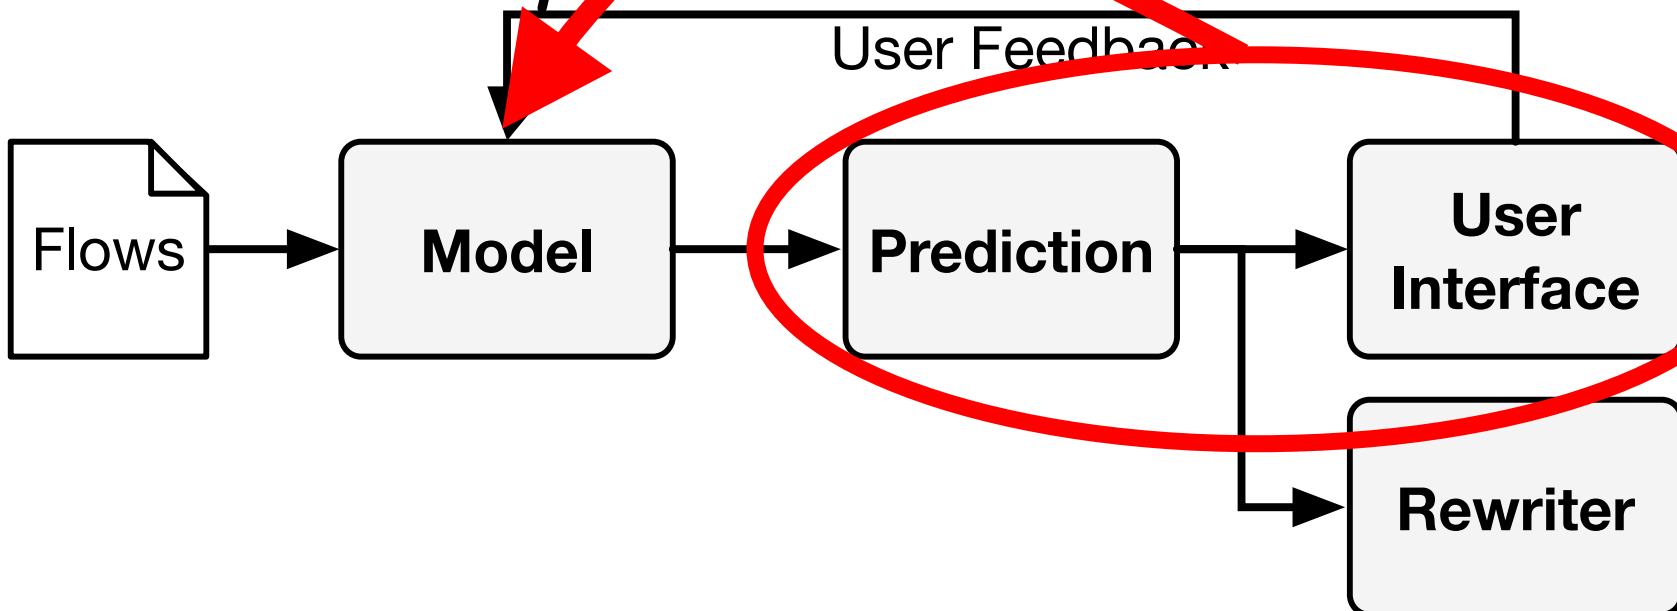 User Feedback
Flows
Model
Prediction
User
Interface
Rewriter